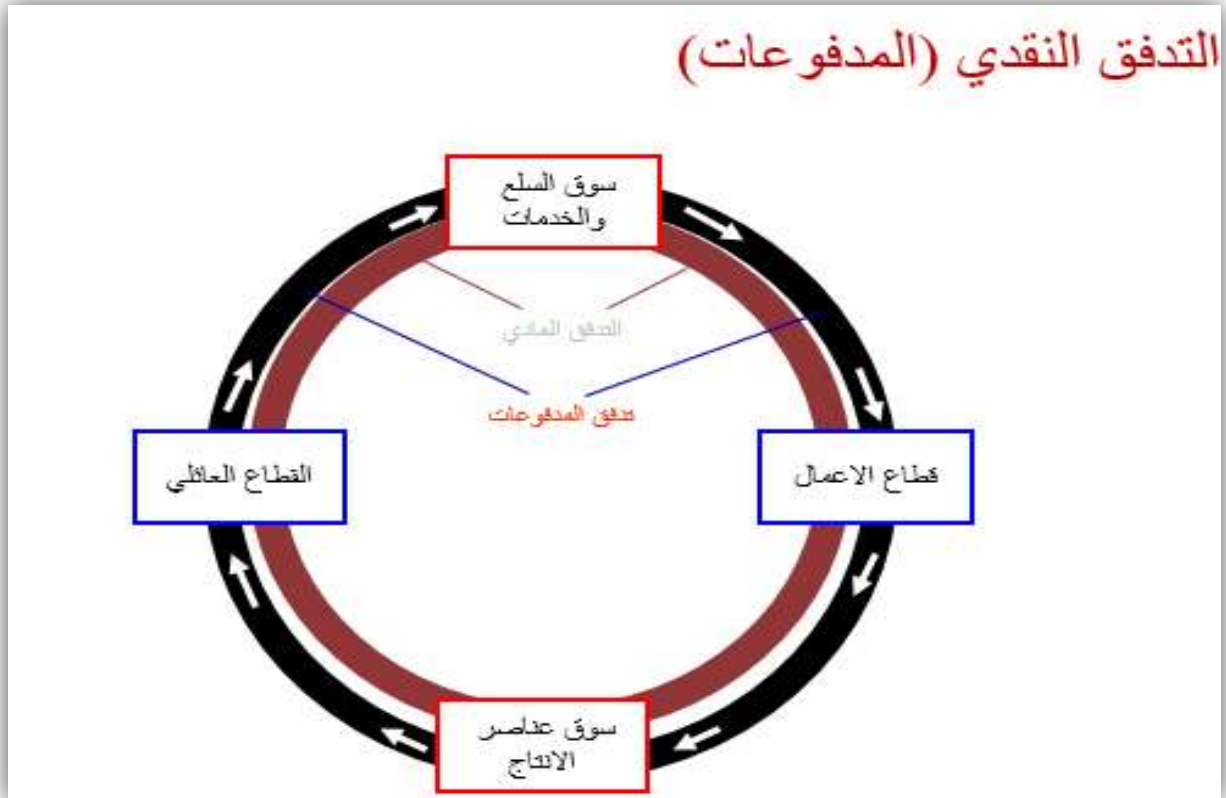 التدفق النقدي (المدفوعات)
سوق السلع
والخدمات
التدفق المادي
تدفق المدفوعات
القطاع العائلي
قطاع الاعمال
سوق عناصر
الانتاج